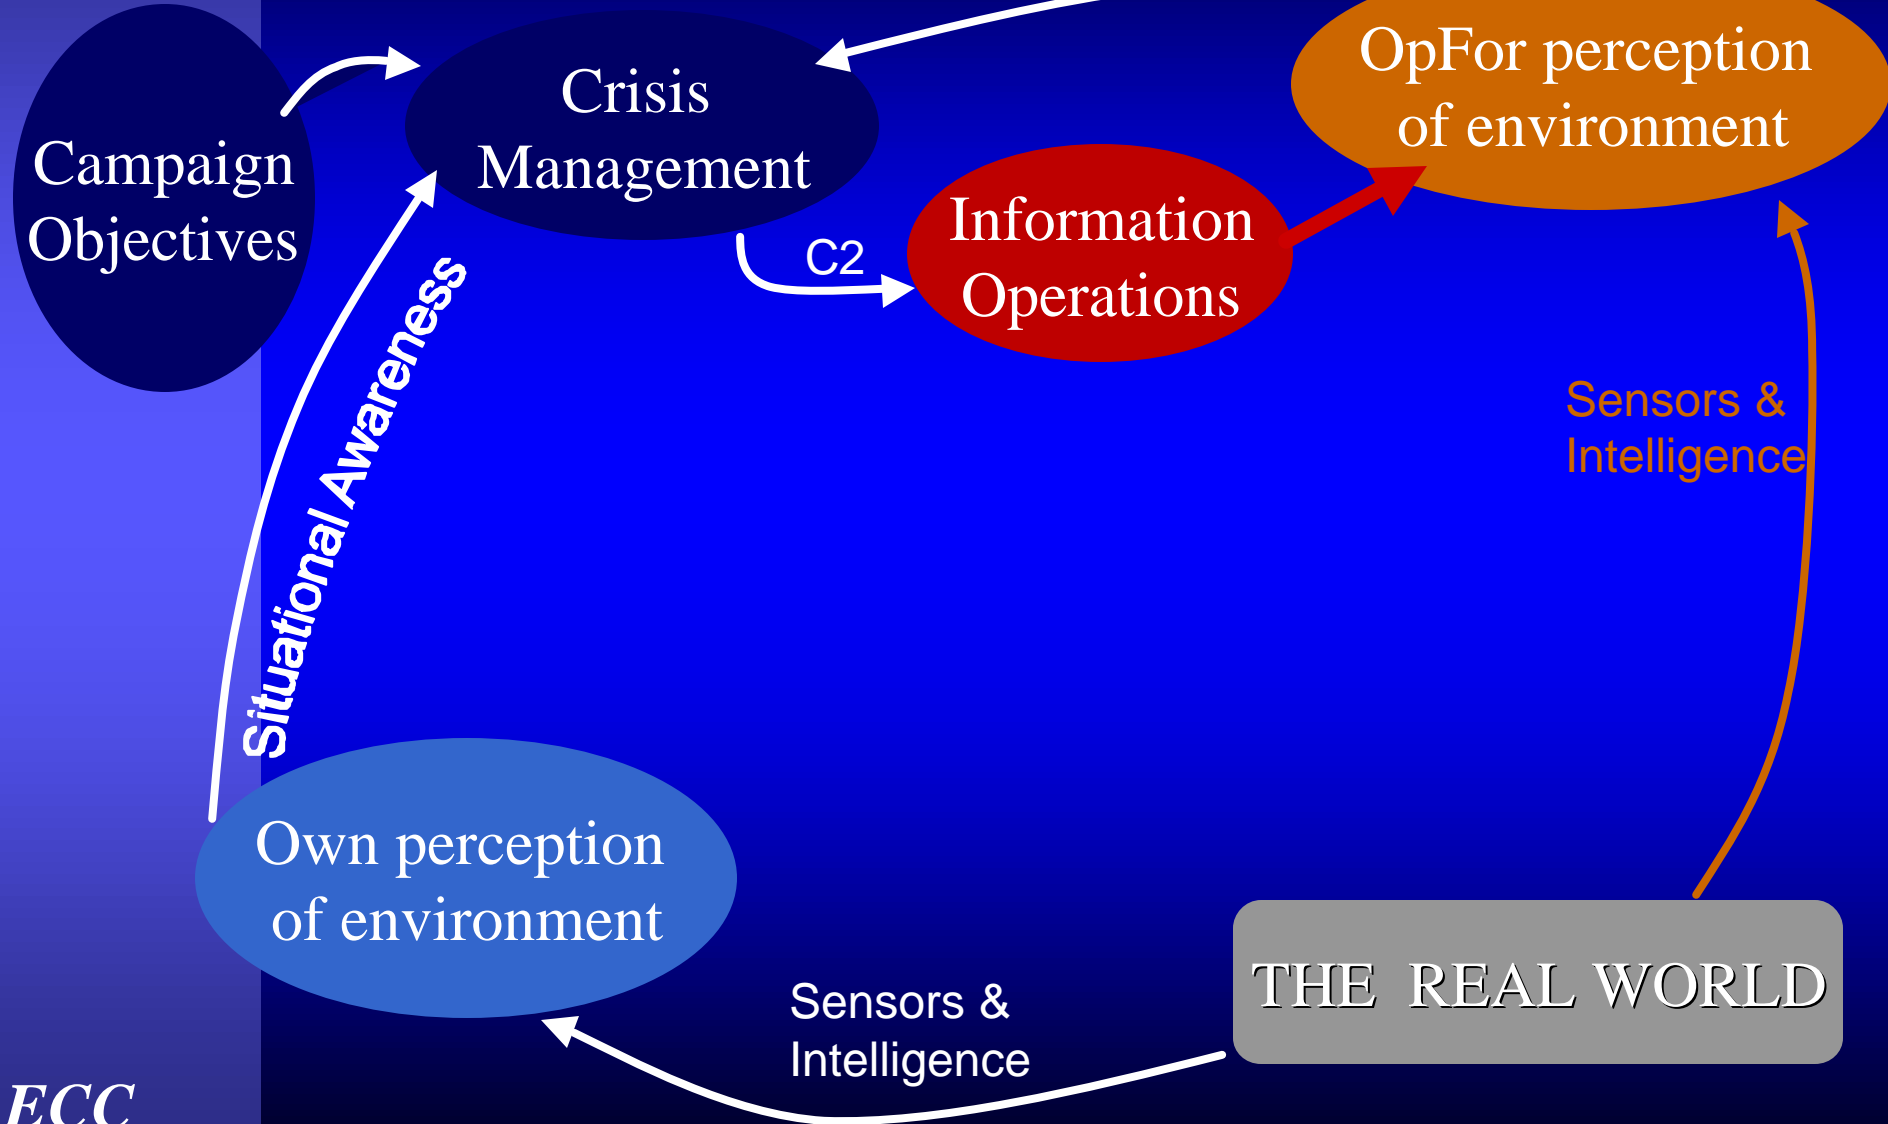 Campaign
Objectives
Crisis
Management
OpFor perception
of environment
C2
Information
Operations
Situational Awareness
Sensors &
Intelligence
Own perception
of environment
Sensors &
Intelligence
THE REAL WORLD
ECC